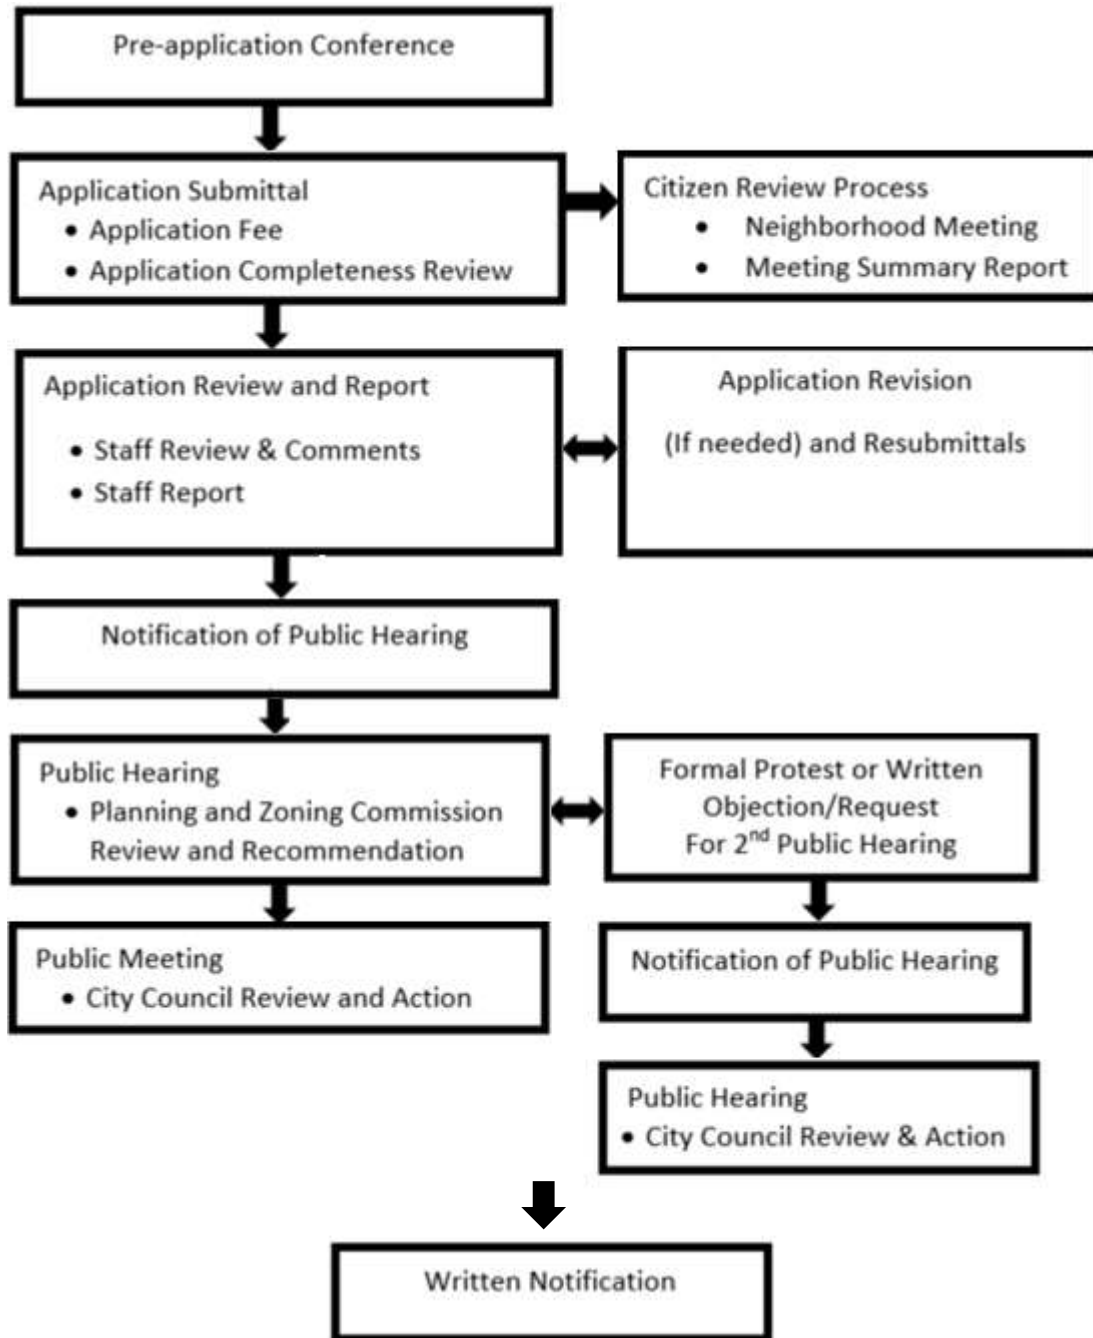 Pre-application Conference
Application Submittal
• Application Fee
• Application Completeness Review
Citizen Review Process
• Neighborhood Meeting
• Meeting Summary Report
Application Review and Report
• Staff Review & Comments
• Staff Report
Application Revision
(If needed) and Resubmittals
Notification of Public Hearing
Public Hearing
• Planning and Zoning Commission
Review and Recommendation
Formal Protest or Written
Objection/Request
For 2nd Public Hearing
Public Meeting
• City Council Review and Action
Notification of Public Hearing
Public Hearing
• City Council Review & Action
Written Notification